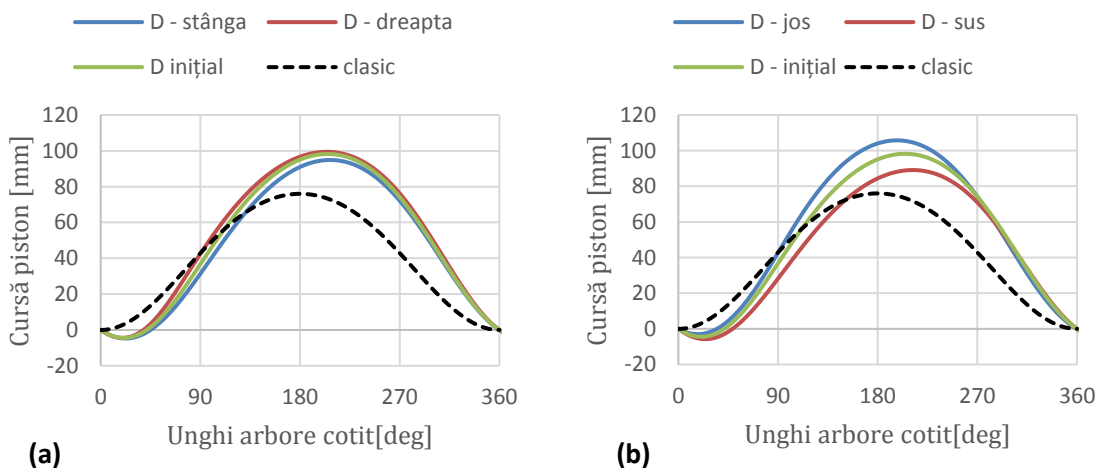 D - stânga D - dreapta
D inițial clasic
120
100
80
60
40
20
0
-20
Cursă piston [mm]
0 90 180 270 360
Unghi arbore cotit[deg]
(a)
D - jos D - sus
D - inițial clasic
120
100
80
60
40
20
0
-20
Cursă piston [mm]
0 90 180 270 360
Unghi arbore cotit[deg]
(b)